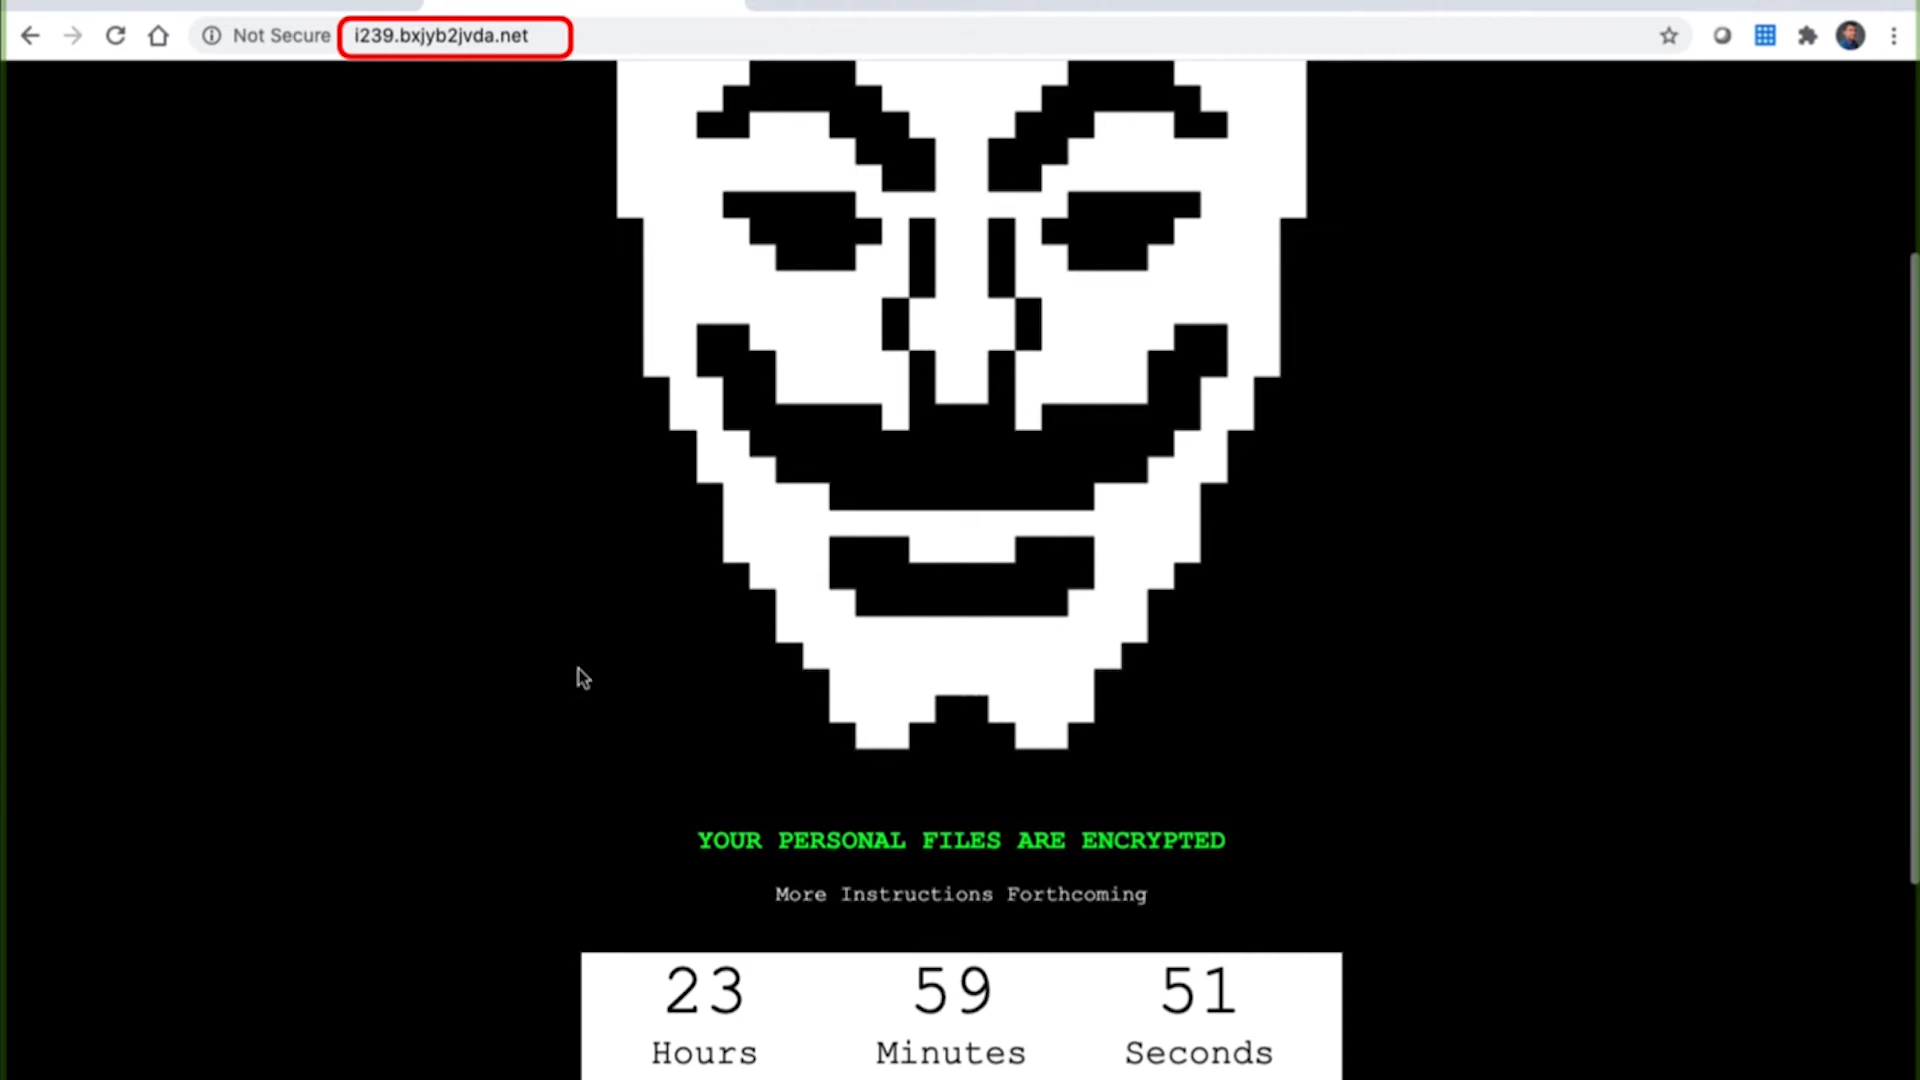 Not Secure i239.bxjyb2jvda.net
YOUR PERSONAL FILES ARE ENCRYPTED
More Instructions Forthcoming
23 59 51
Hours Minutes Seconds